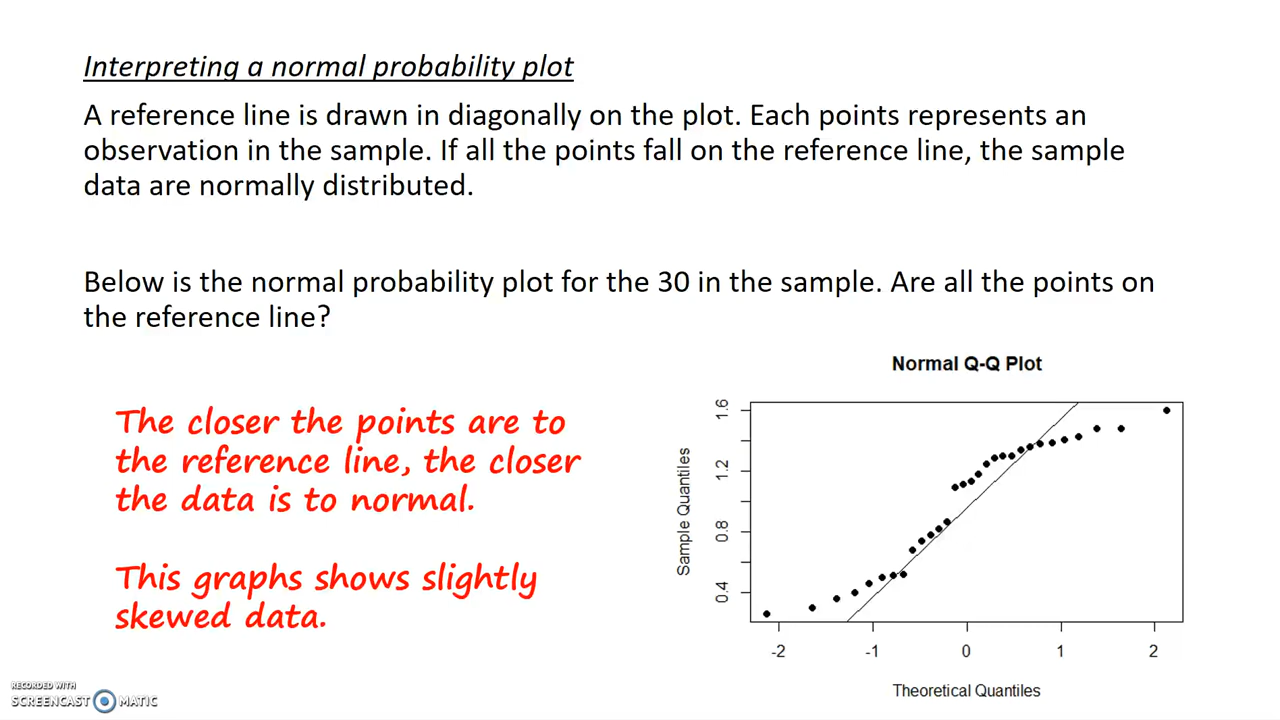 Interpreting a normal probability plot
A reference line is drawn in diagonally on the plot. Each points represents an
observation in the sample. If all the points fall on the reference line, the sample
data are normally distributed.
Below is the normal probability plot for the 30 in the sample. Are all the points on
the reference line?
The closer the points are to
the reference line, the closer
the data is to normal.
This graphs shows slightly
skewed data.
Normal Q-Q Plot
Sample Quantiles
1.6
1.2
0.8
0.4
-2 -1 0 1 2
Theoretical Quantiles
RECORDED WITH
SCREENCAST MATIC